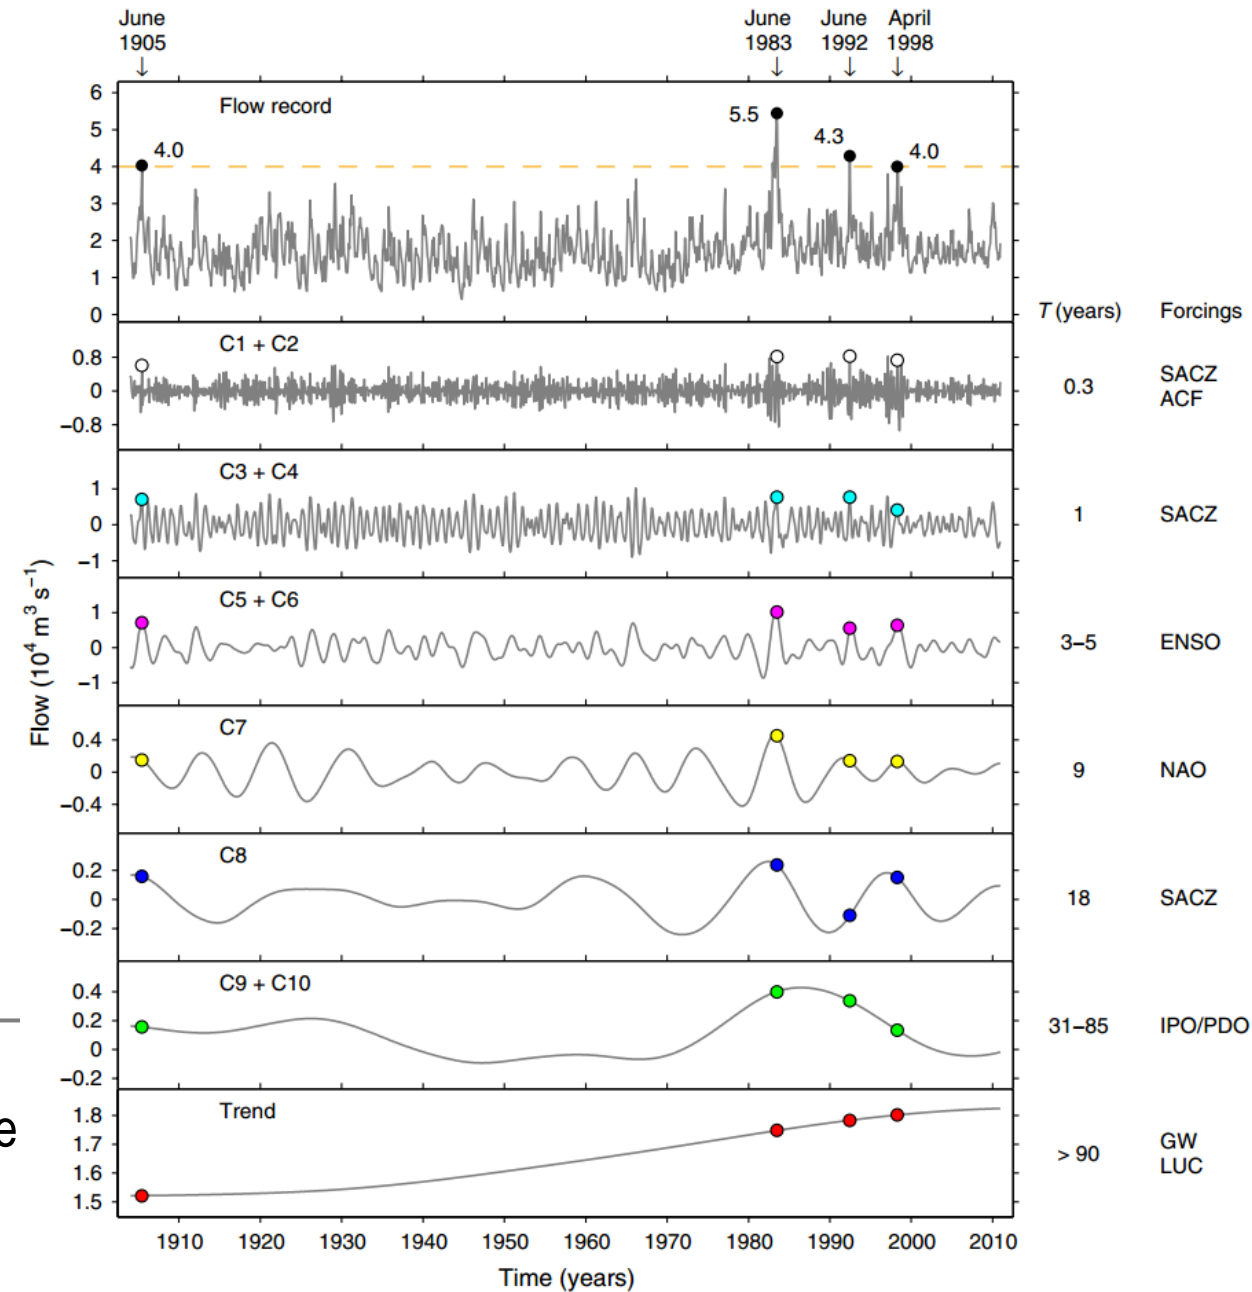 June June June April
1905 1983 1992 1998
↓ ↓ ↓ ↓
Flow record
6
5
4
3
2
1
0
4.0
5.5
4.3
4.0
T (years) Forcings
C1 + C2
0.8
0
−0.8
0.3
SACZ
ACF
C3 + C4
1
0
−1
1
SACZ
C5 + C6
1
0
−1
3–5
ENSO
C7
0.4
0
−0.4
9
NAO
C8
0.2
0
−0.2
18
SACZ
C9 + C10
0.4
0.2
0
−0.2
31–85
IPO/PDO
Trend
1.8
1.7
1.6
1.5
> 90
GW
LUC
Flow (10⁴ m³ s⁻¹)
e
1910 1920 1930 1940 1950 1960 1970 1980 1990 2000 2010
Time (years)